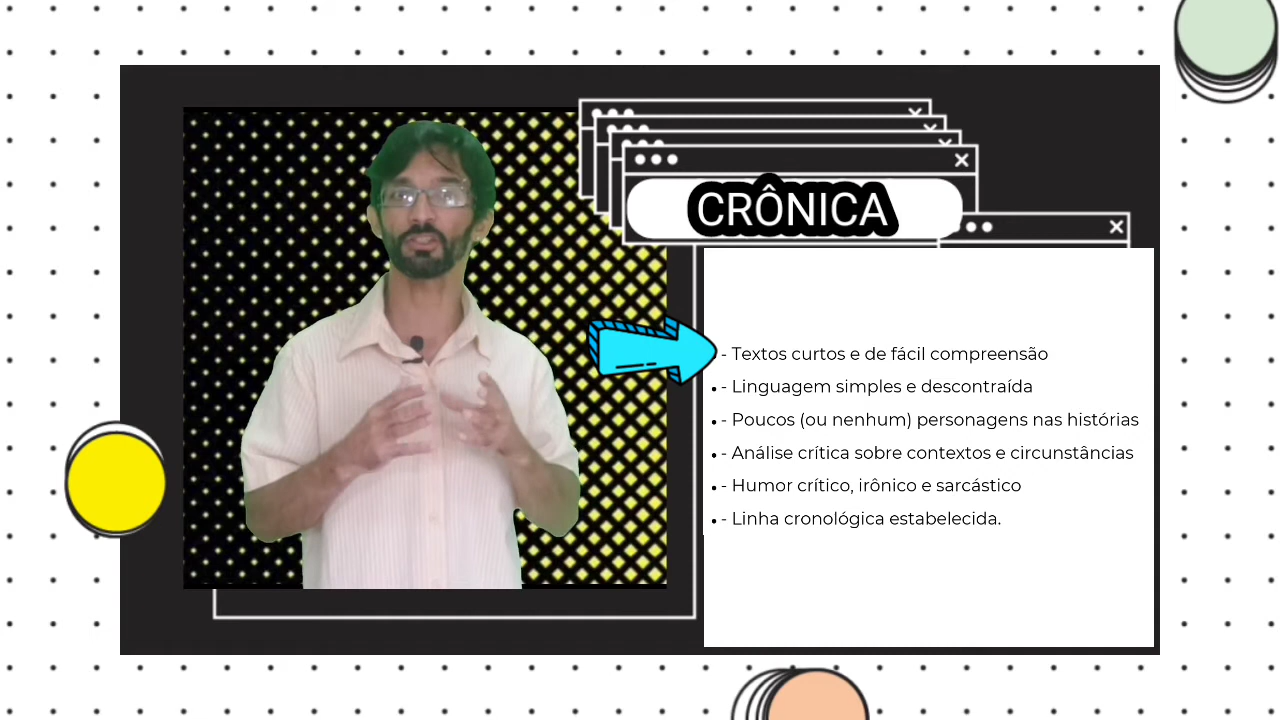 CRÔNICA
- Textos curtos e de fácil compreensão
- Linguagem simples e descontraída
- Poucos (ou nenhum) personagens nas histórias
- Análise crítica sobre contextos e circunstâncias
- Humor crítico, irônico e sarcástico
- Linha cronológica estabelecida.